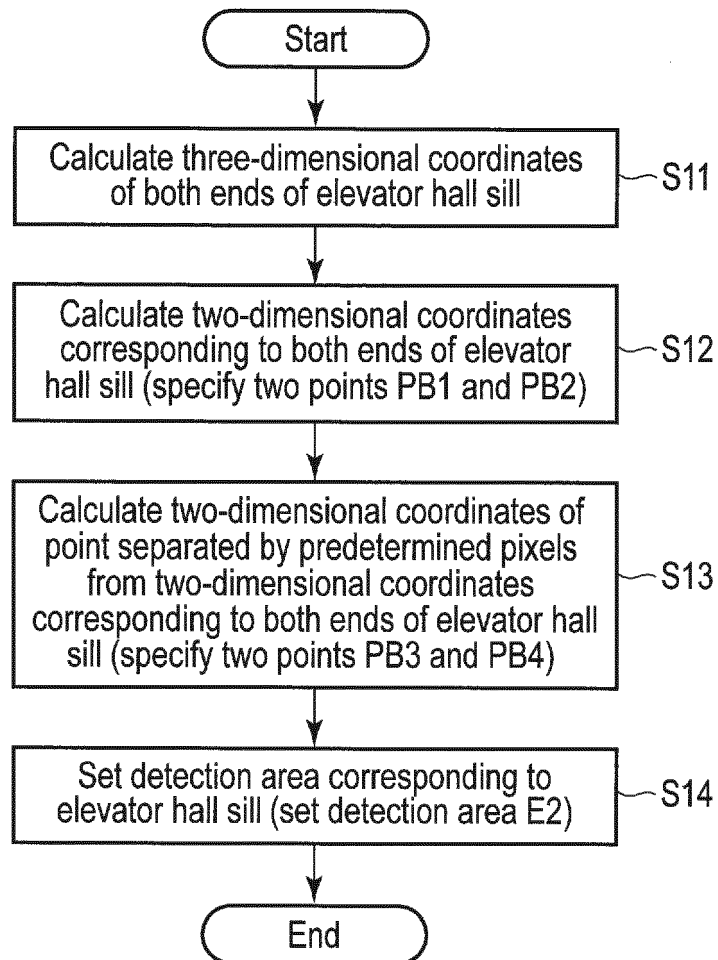 Start
Calculate three-dimensional coordinates
of both ends of elevator hall sill
S11
Calculate two-dimensional coordinates
corresponding to both ends of elevator
hall sill (specify two points PB1 and PB2)
S12
Calculate two-dimensional coordinates of
point separated by predetermined pixels
from two-dimensional coordinates
corresponding to both ends of elevator hall
sill (specify two points PB3 and PB4)
S13
Set detection area corresponding to
elevator hall sill (set detection area E2)
S14
End